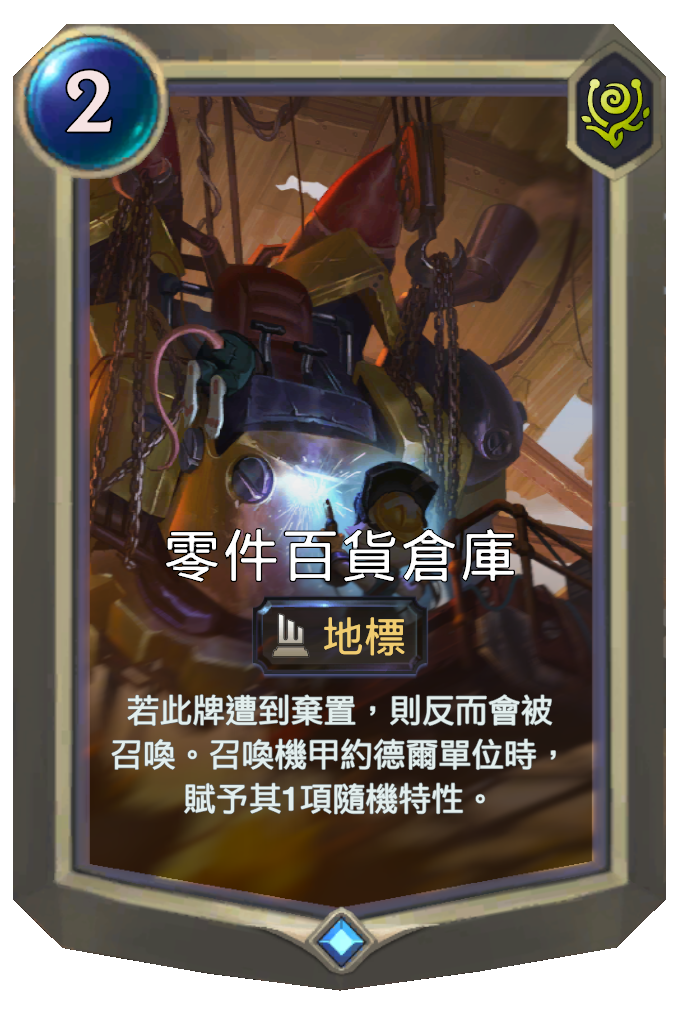 2
零件百貨倉庫
地標
若此牌遭到棄置，則反而會被
召喚。召喚機甲約德爾單位時，
賦予其1項隨機特性。